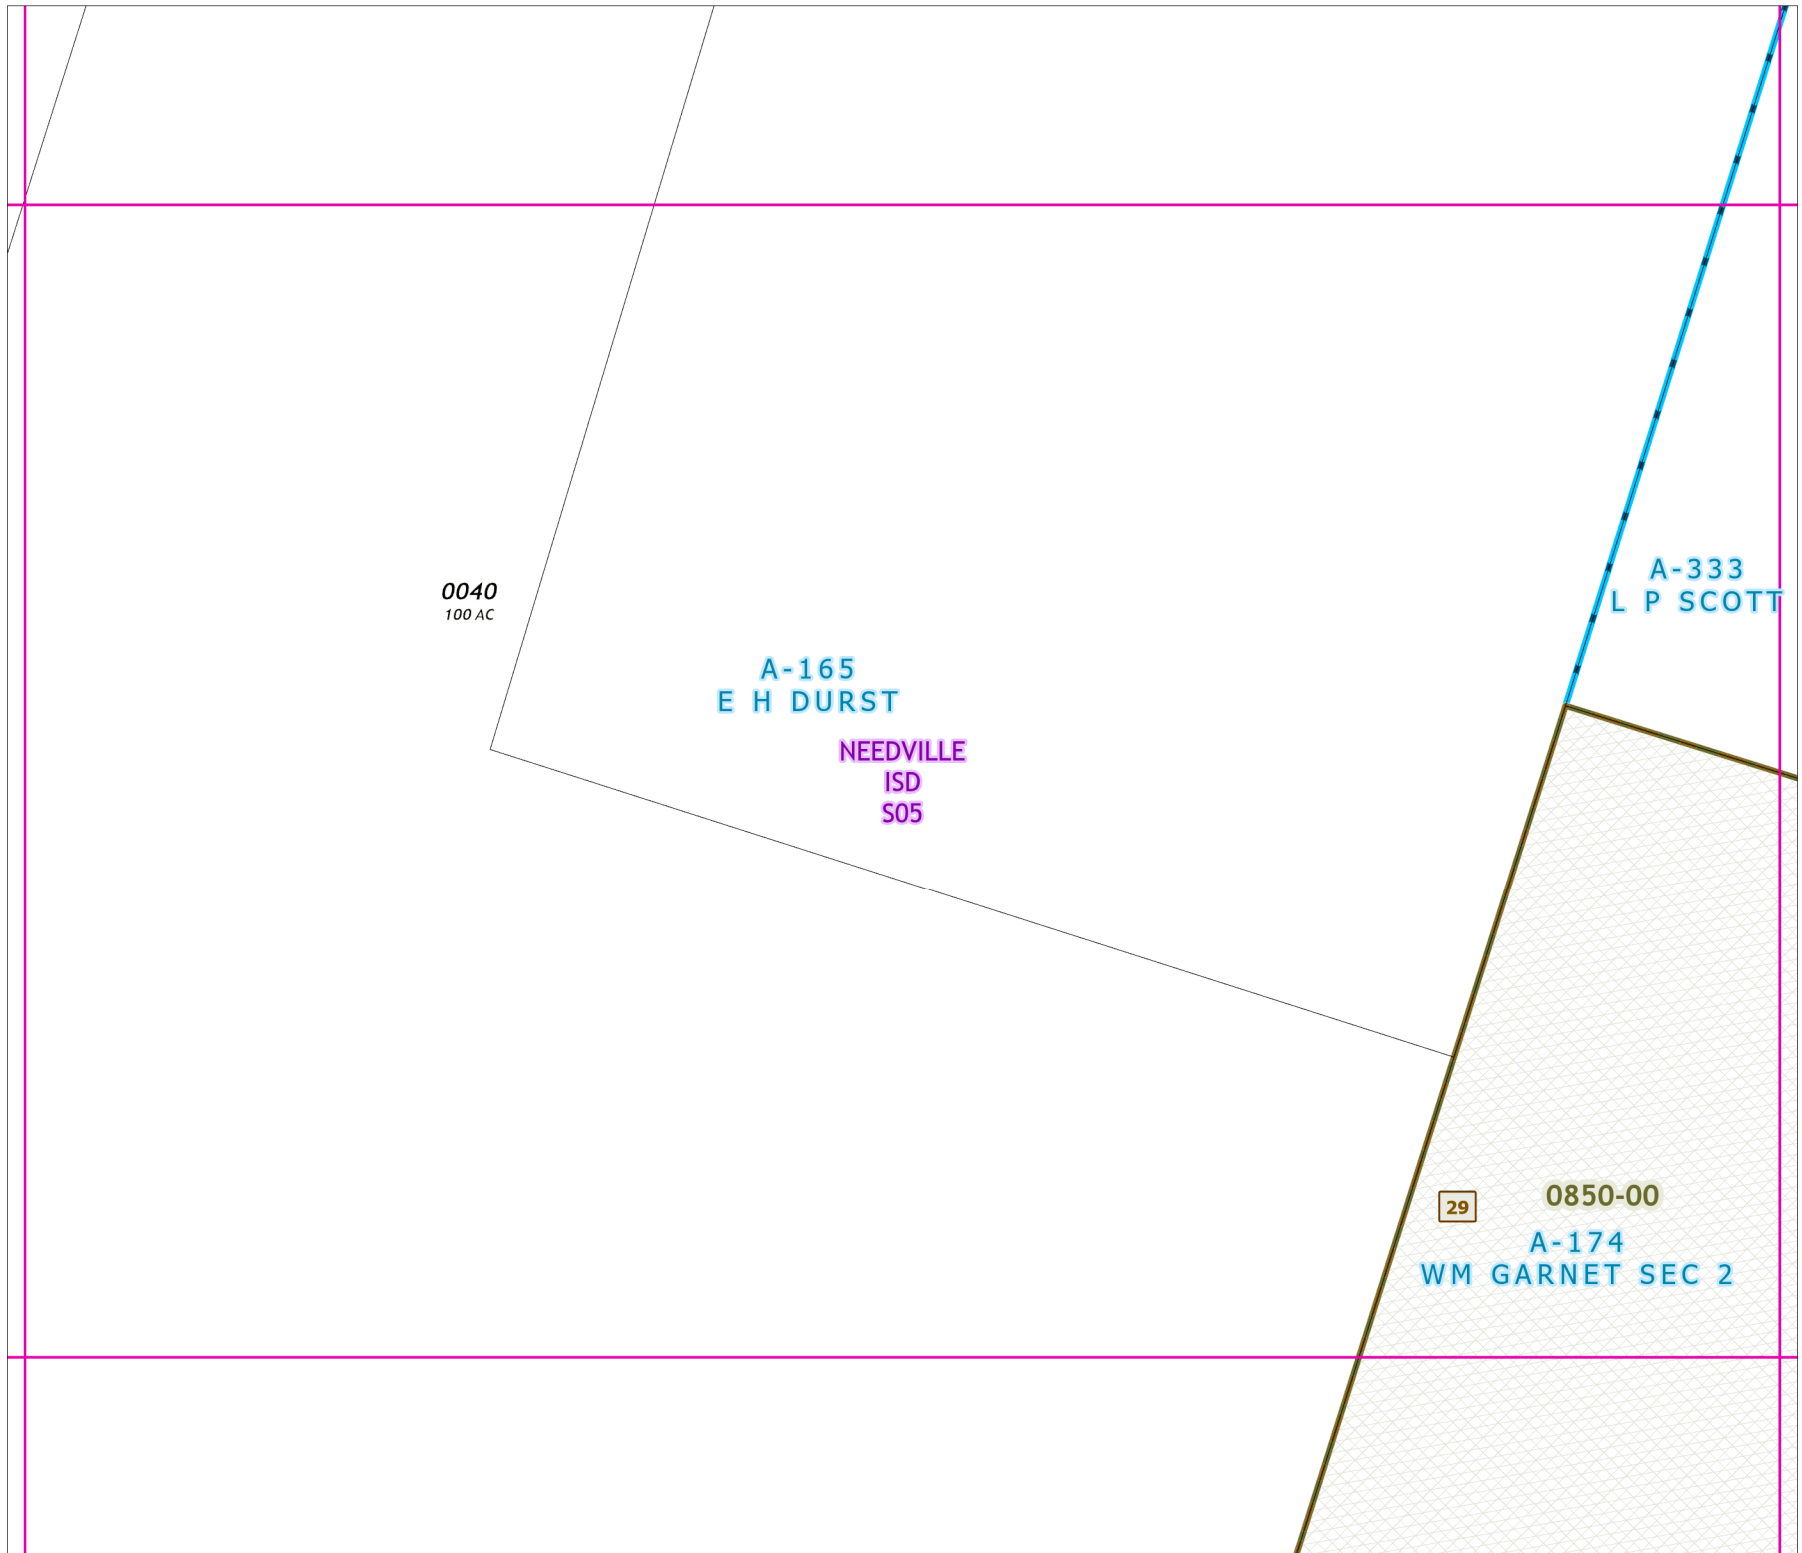 A-333
L P SCOTT
0040
100 AC
A-165
E H DURST
NEEDVILLE
ISD
S05
0850-00
29
A-174
WM GARNET SEC 2